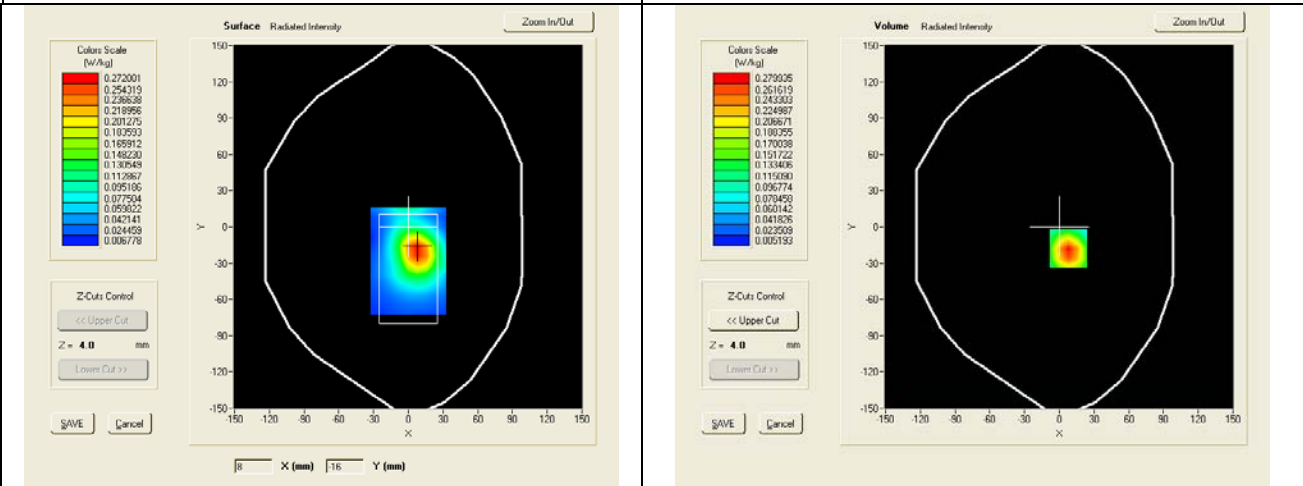 Surface Radiated Intensity
Zoom In/Out
Colors Scale
(W/kg)
0.272001
0.254319
0.236638
0.218956
0.201275
0.183593
0.165912
0.148230
0.130549
0.112867
0.095186
0.077504
0.059822
0.042141
0.024459
0.006778
Z-Cuts Control
<< Upper Cut
Z = 4.0 mm
Lower Cut >>
SAVE Cancel
150
120
90
60
30
0
-30
-60
-90
-120
-150
Y
-150 -120 -90 -60 -30 0 30 60 90 120 150
X
8 X (mm) -16 Y (mm)
Volume Radiated Intensity
Zoom In/Out
Colors Scale
(W/kg)
0.279935
0.261619
0.243303
0.224987
0.206671
0.188355
0.170038
0.151722
0.133406
0.115090
0.096774
0.078458
0.060142
0.041826
0.023509
0.005193
Z-Cuts Control
<< Upper Cut
Z = 4.0 mm
Lower Cut >>
SAVE Cancel
150
120
90
60
30
0
-30
-60
-90
-120
-150
Y
-150 -120 -90 -60 -30 0 30 60 90 120 150
X